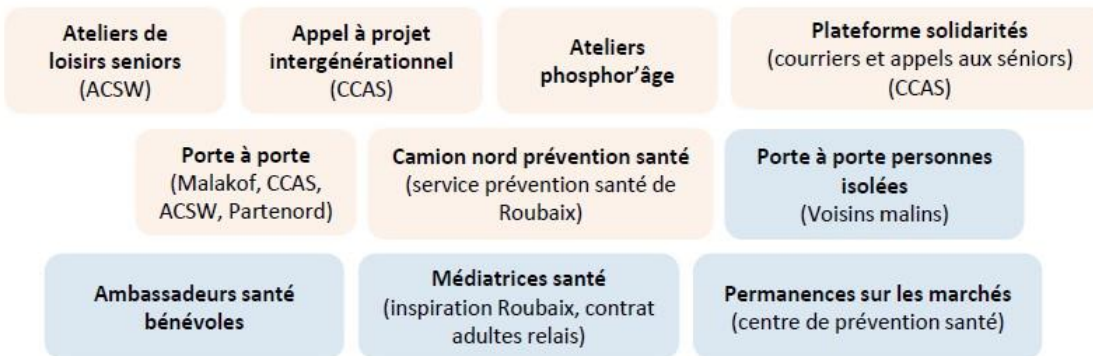 Ateliers de
loisirs seniors
(ACSW)
Appel à projet
intergénérationnel
(CCAS)
Ateliers
phosphor'âge
Plateforme solidarités
(courriers et appels aux séniors)
(CCAS)
Porte à porte
(Malakof, CCAS,
ACSW, Partenord)
Camion nord prévention santé
(service prévention santé de
Roubaix)
Porte à porte personnes
isolées
(Voisins malins)
Ambassadeurs santé
bénévoles
Médiatrices santé
(inspiration Roubaix, contrat
adultes relais)
Permanences sur les marchés
(centre de prévention santé)